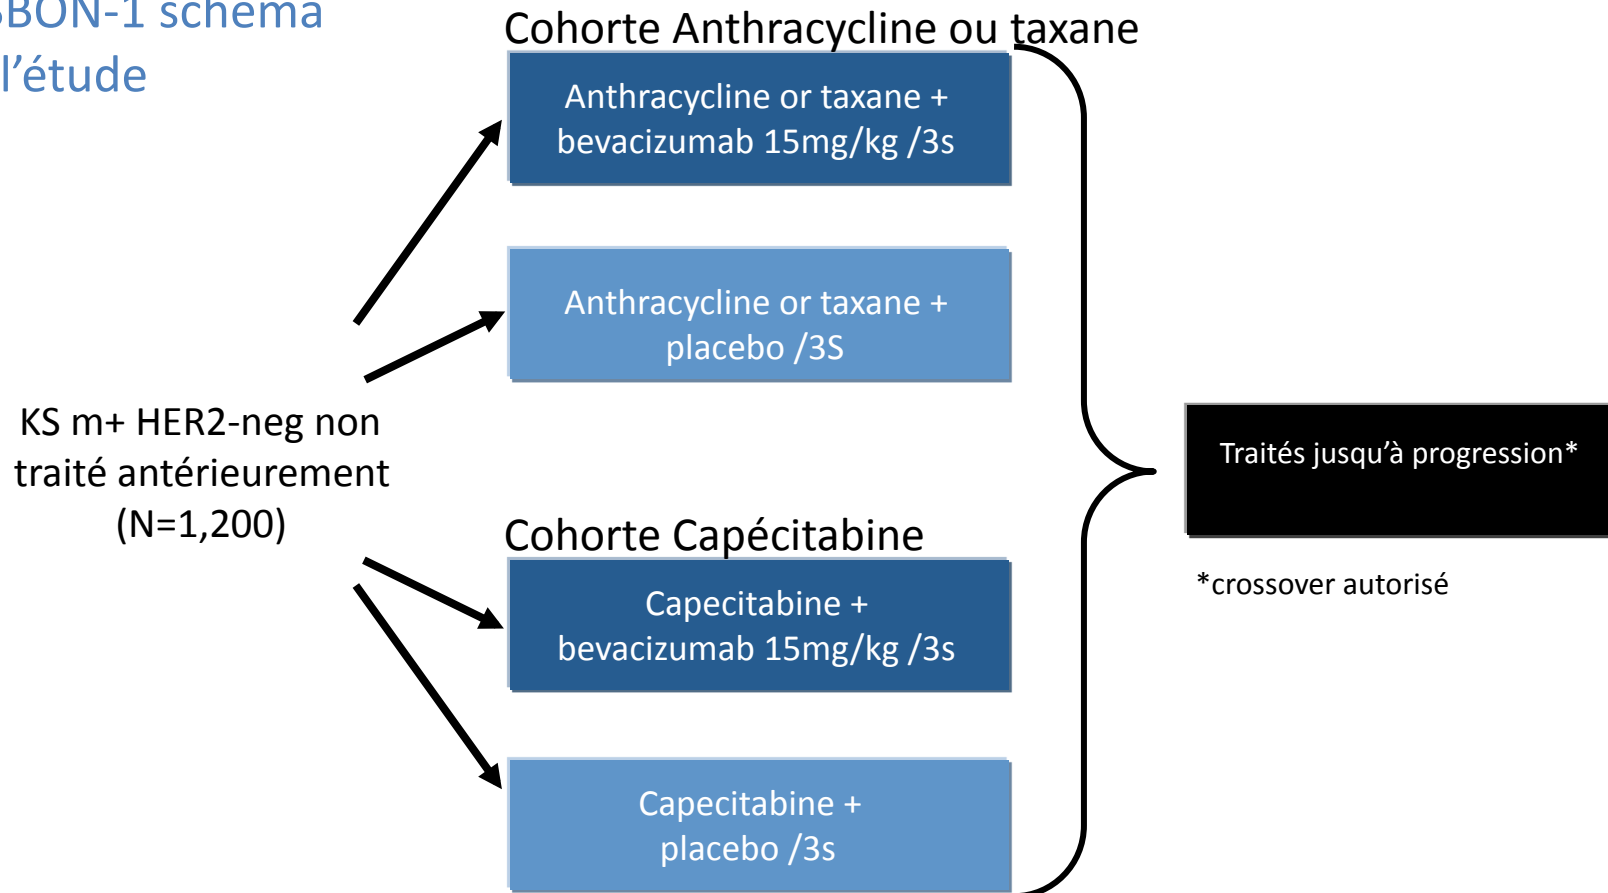 BBON-1 schéma
l’étude
Cohorte Anthracycline ou taxane
Anthracycline or taxane +
bevacizumab 15mg/kg /3s
Anthracycline or taxane +
placebo /3S
KS m+ HER2-neg non
traité antérieurement
(N=1,200)
Cohorte Capécitabine
Capecitabine +
bevacizumab 15mg/kg /3s
Capecitabine +
placebo /3s
Traités jusqu’à progression*
*crossover autorisé